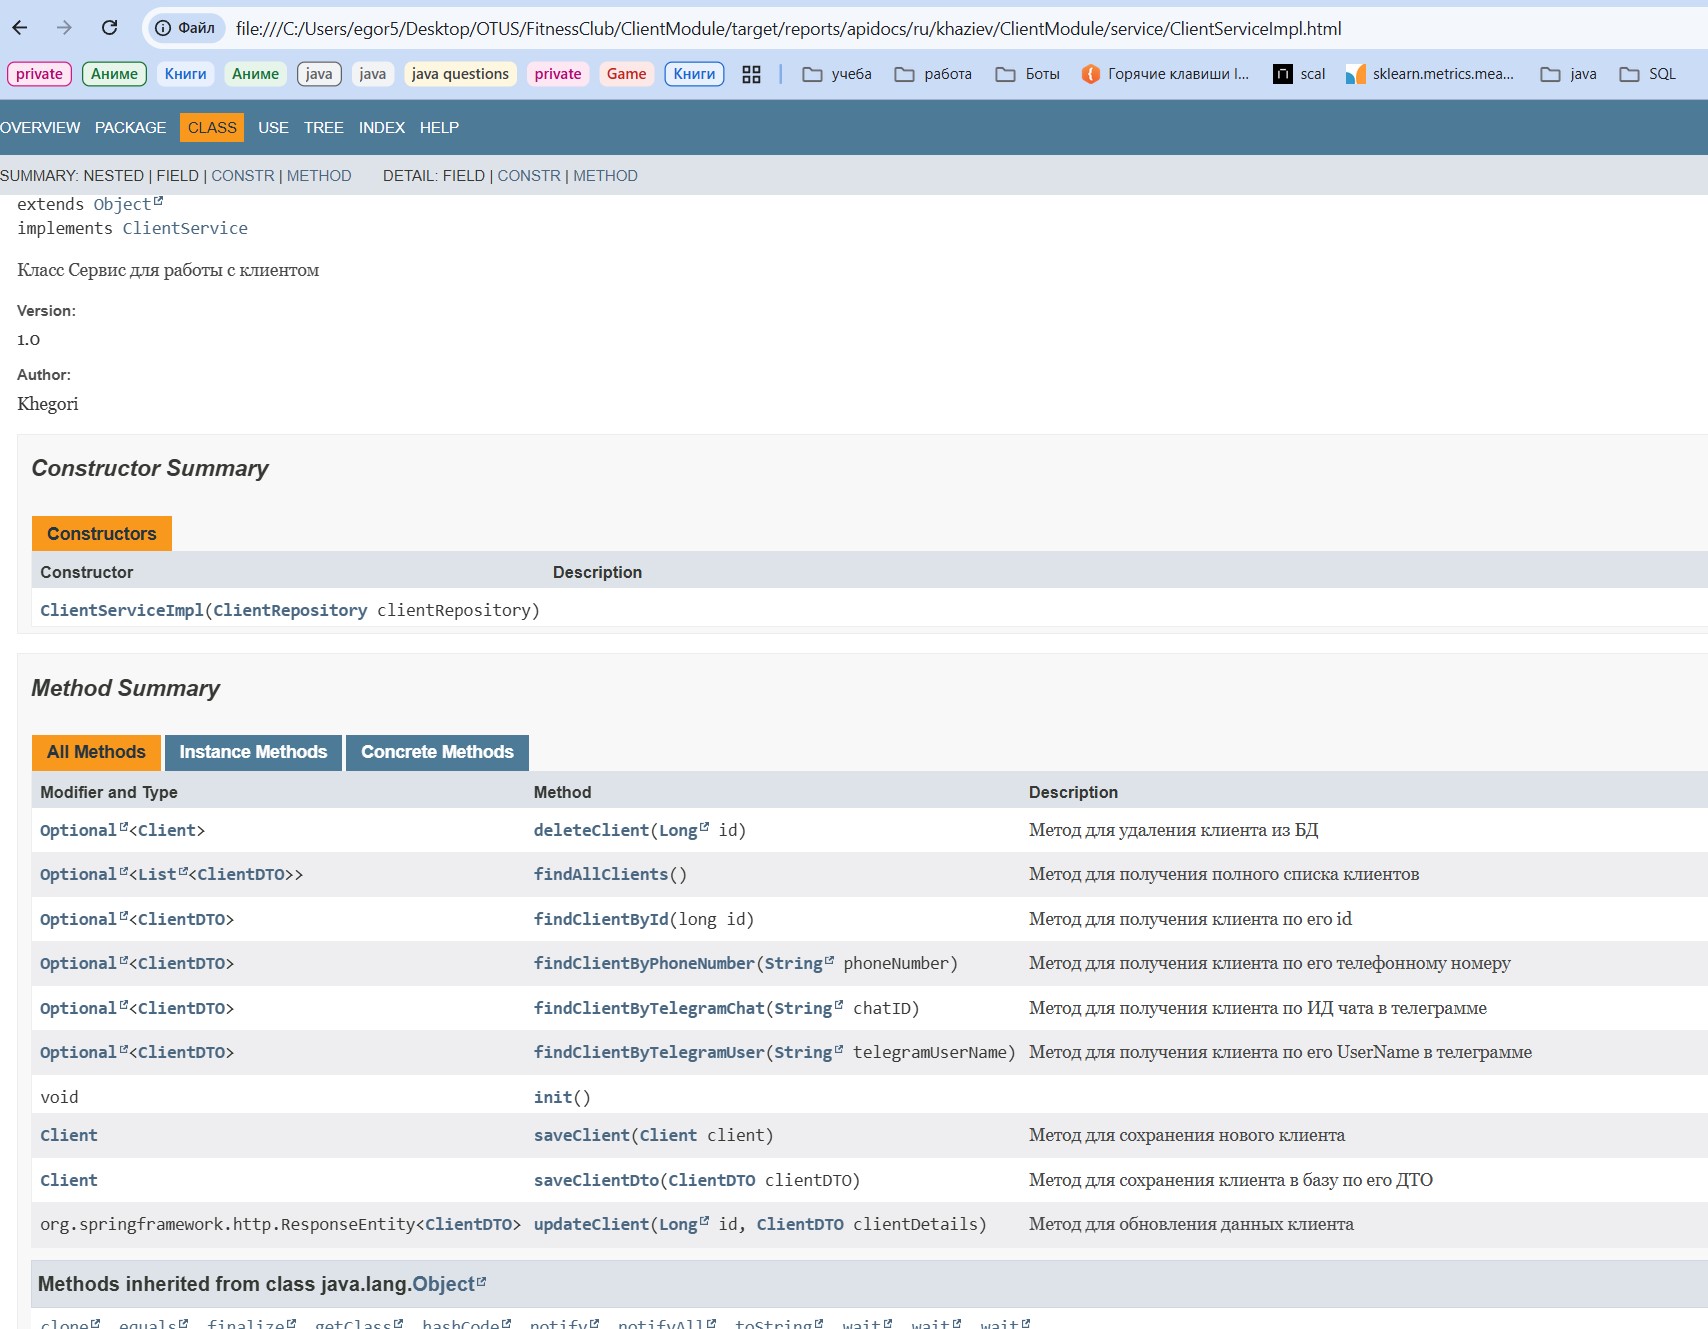 Файл file:///C:/Users/egor5/Desktop/OTUS/FitnessClub/ClientModule/target/reports/apidocs/ru/khaziev/ClientModule/service/ClientServiceImpl.html
private Аниме Книги Аниме java java java questions private Game Книги учеба работа Боты Горячие клавиши I... scal sklearn.metrics.mea... java SQL
OVERVIEW PACKAGE CLASS USE TREE INDEX HELP
SUMMARY: NESTED | FIELD | CONSTR | METHOD DETAIL: FIELD | CONSTR | METHOD
extends Object
implements ClientService
Класс Сервис для работы с клиентом
Version:
1.0
Author:
Khegori
Constructor Summary
Constructors
Constructor Description
ClientServiceImpl(ClientRepository clientRepository)
Method Summary
All Methods Instance Methods Concrete Methods
Modifier and Type Method Description
Optional<Client> deleteClient(Long id) Метод для удаления клиента из БД
Optional<List<ClientDTO>> findAllClients() Метод для получения полного списка клиентов
Optional<ClientDTO> findClientById(long id) Метод для получения клиента по его id
Optional<ClientDTO> findClientByPhoneNumber(String phoneNumber) Метод для получения клиента по его телефонному номеру
Optional<ClientDTO> findClientByTelegramChat(String chatID) Метод для получения клиента по ИД чата в телеграмме
Optional<ClientDTO> findClientByTelegramUser(String telegramUserName) Метод для получения клиента по его UserName в телеграмме
void init()
Client saveClient(Client client) Метод для сохранения нового клиента
Client saveClientDto(ClientDTO clientDTO) Метод для сохранения клиента в базу по его ДТО
org.springframework.http.ResponseEntity<ClientDTO> updateClient(Long id, ClientDTO clientDetails) Метод для обновления данных клиента
Methods inherited from class java.lang.Object
clone, equals, finalize, getClass, hashCode, notify, notifyAll, toString, wait, wait, wait